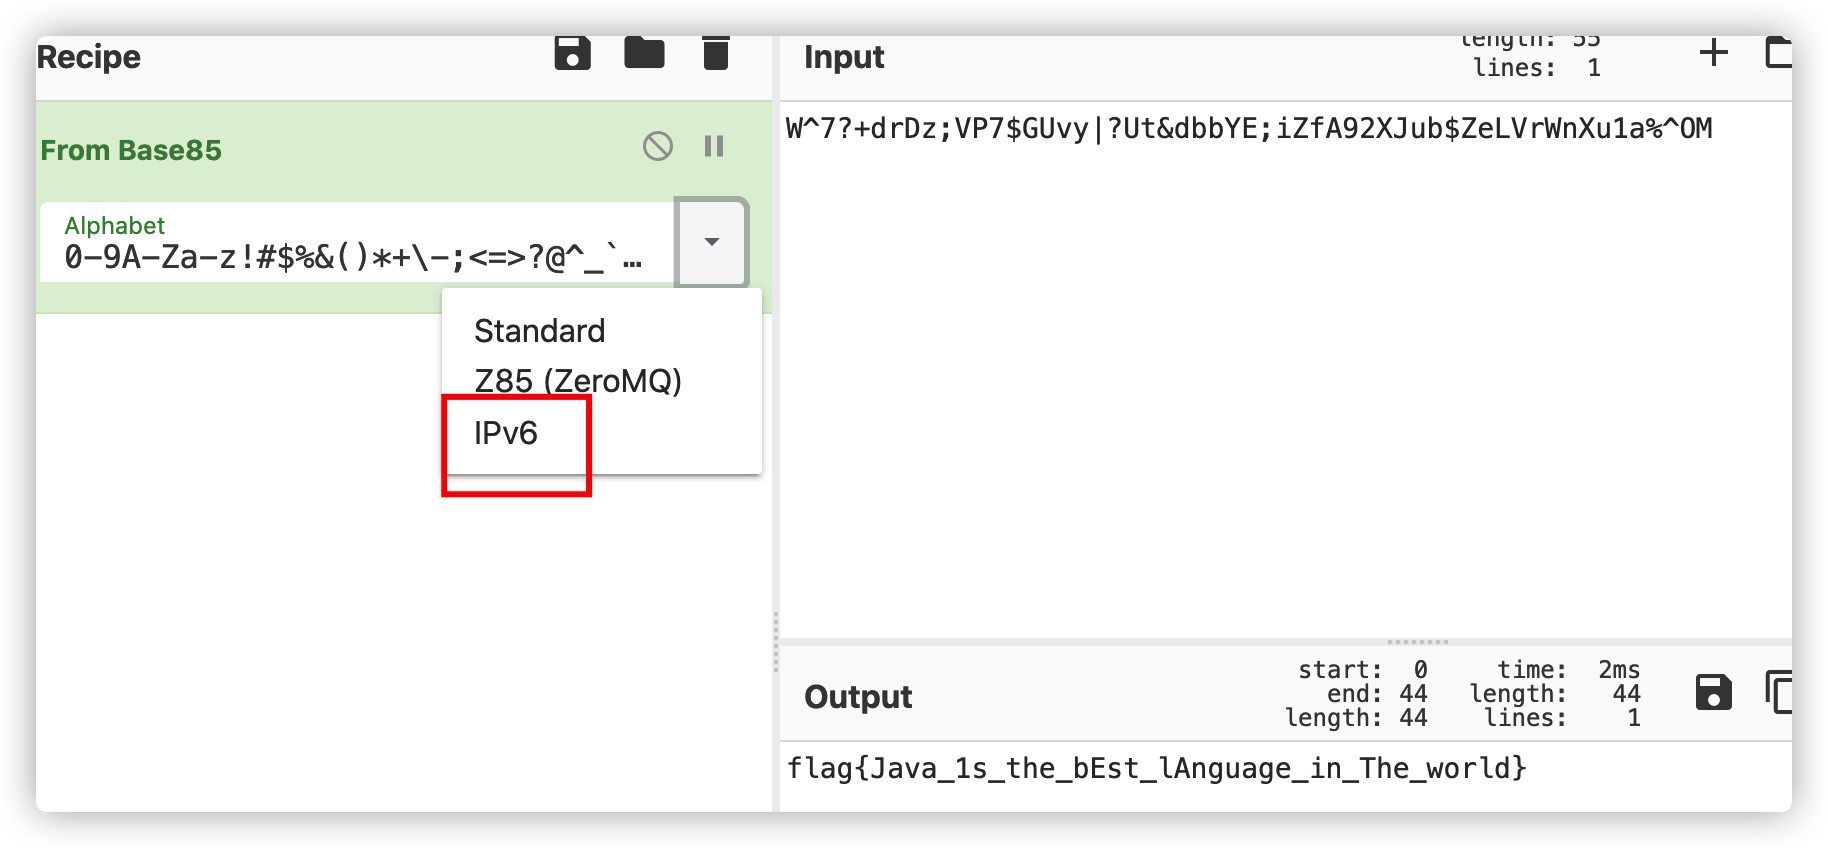 Recipe
From Base85
Alphabet
0-9A-Za-z!#$%&()*+\-;<=>?@^_`…
Standard
Z85 (ZeroMQ)
IPv6
Input
length: 55
lines: 1
W^7?+drDz;VP7$GUvy|?Ut&dbbYE;iZfA92XJub$ZeLVrWnXu1a%^OM
Output
start: 0
end: 44
length: 44
time: 2ms
length: 44
lines: 1
flag{Java_1s_the_bEst_lAnguage_in_The_world}